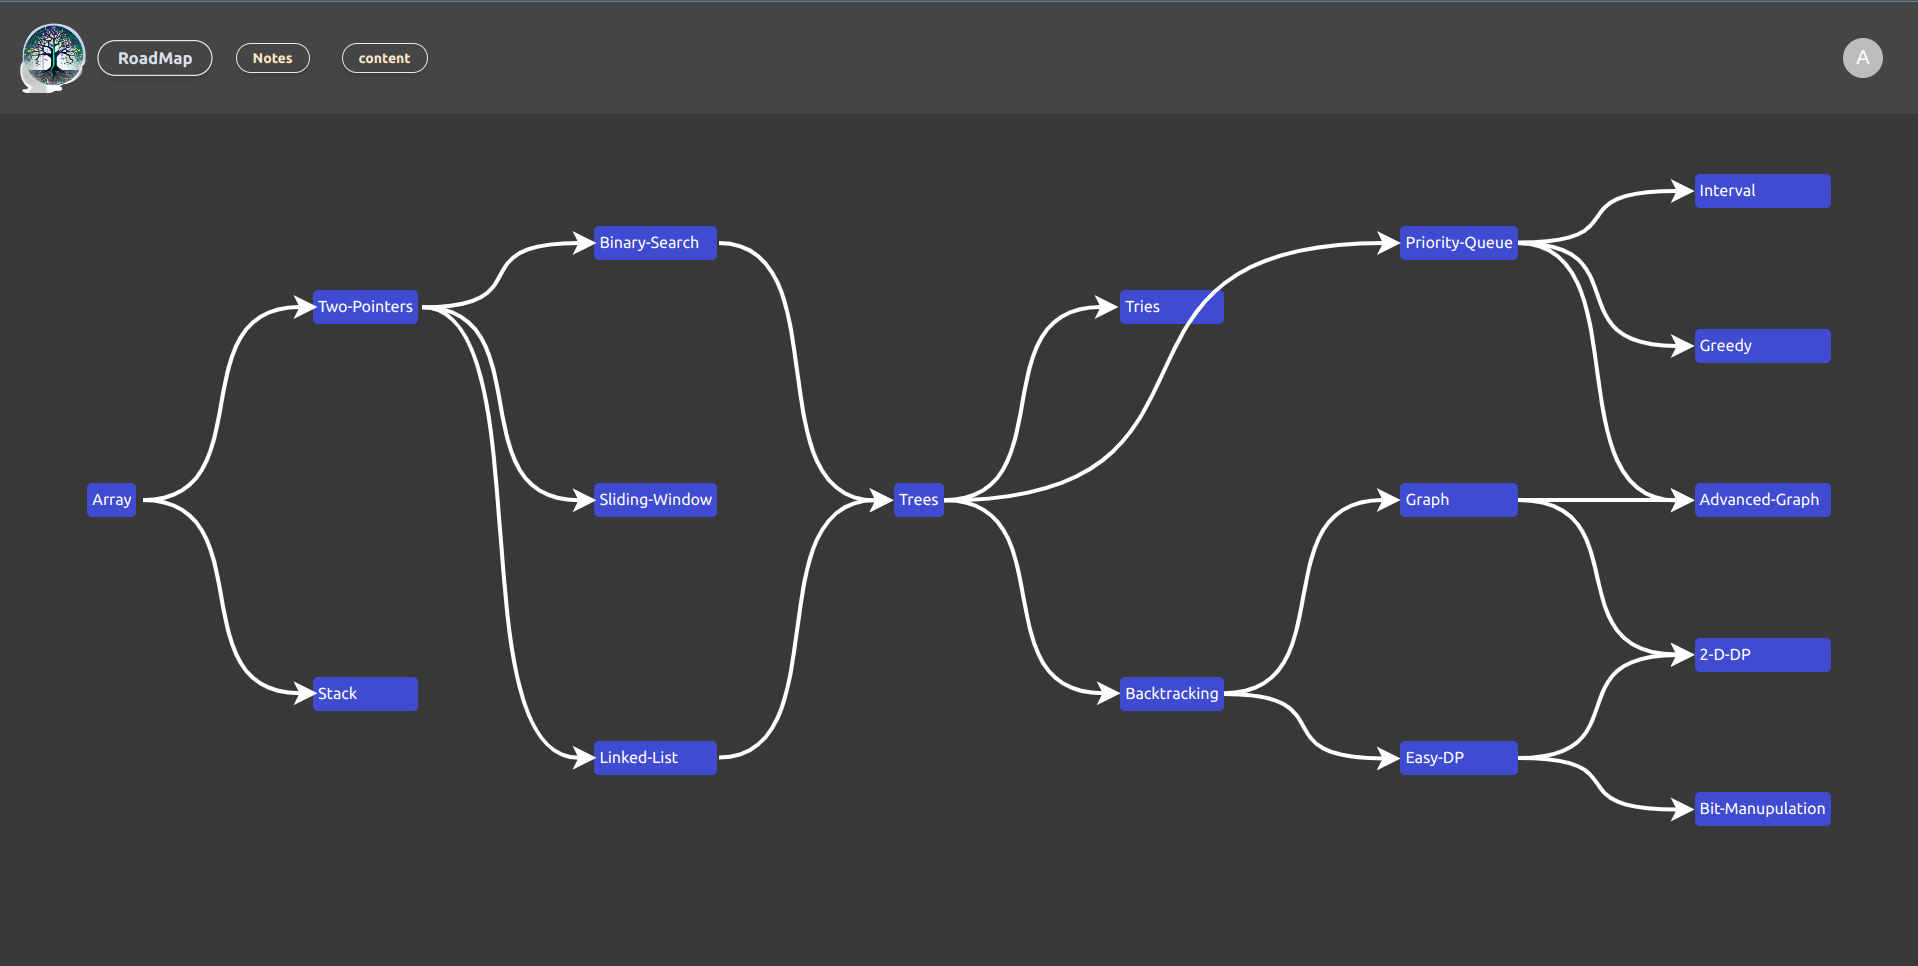 RoadMap
Notes
content
A
Interval
Binary-Search
Priority-Queue
Two-Pointers
Tries
Greedy
Array
Sliding-Window
Trees
Graph
Advanced-Graph
2-D-DP
Stack
Backtracking
Linked-List
Easy-DP
Bit-Manupulation